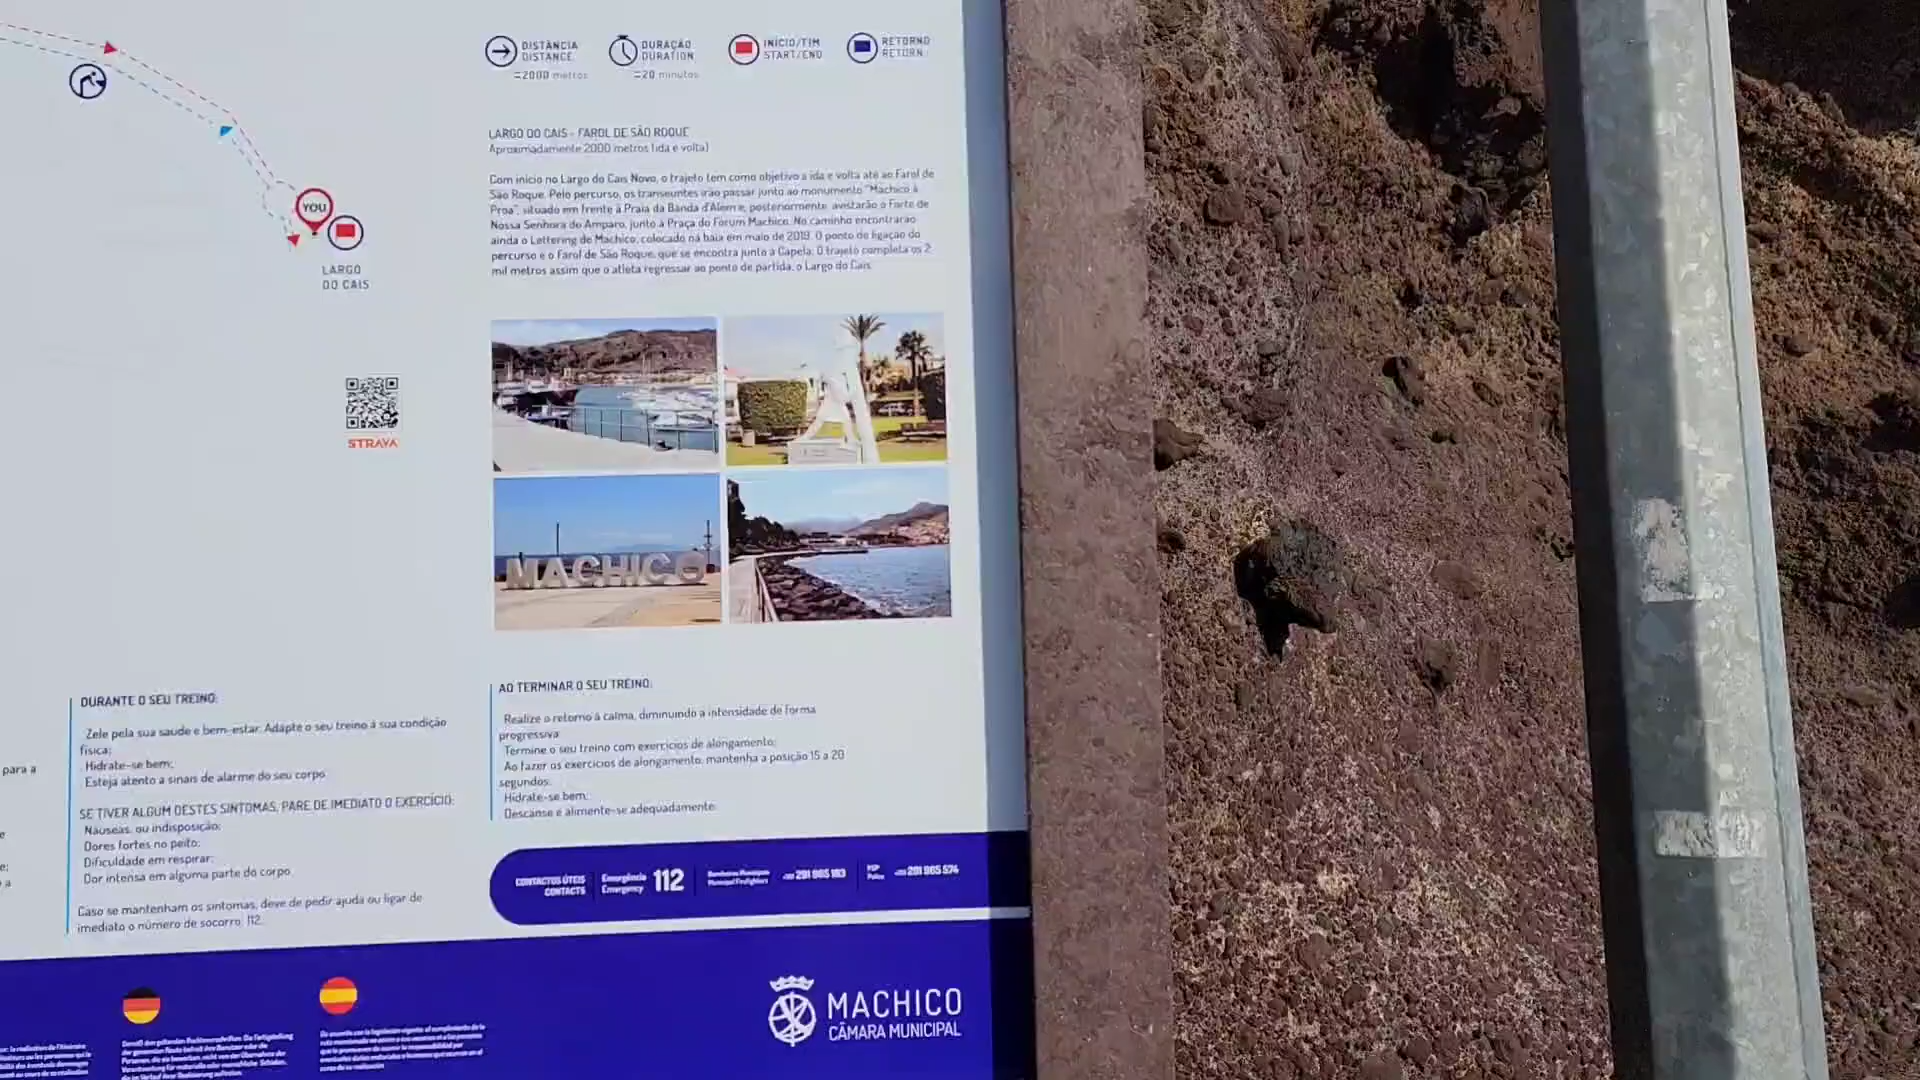 DISTÂNCIA
DISTANCE
=2000 metros
DURAÇÃO
DURATION
=20 minutos
INÍCIO/FIM
START/END
RETORNO
RETURN
YOU
LARGO
DO CAIS
STRAVA
LARGO DO CAIS - FAROL DE SÃO ROQUE
Aproximadamente 2000 metros (ida e volta)
Com início no Largo do Cais Novo, o trajeto tem como objetivo a ida e volta até ao Farol de
São Roque. Pelo percurso, os transeuntes irão passar junto ao monumento "Machico à
Proa", situado em frente à Praia da Banda d'Além e, posteriormente, avistarão o Forte de
Nossa Senhora do Amparo, junto à Praça do Fórum Machico. No caminho encontrarão
ainda o Lettering de Machico, colocado na baía em maio de 2019. O ponto de ligação do
percurso é o Farol de São Roque, que se encontra junto à Capela. O trajeto completa os 2
mil metros assim que o atleta regressar ao ponto de partida, o Largo do Cais.
MACHICO
DURANTE O SEU TREINO:
Zele pela sua saúde e bem-estar. Adapte o seu treino à sua condição
física;
Hidrate-se bem;
Esteja atento a sinais de alarme do seu corpo
SE TIVER ALGUM DESTES SINTOMAS, PARE DE IMEDIATO O EXERCÍCIO:
Náuseas, ou indisposição;
Dores fortes no peito;
Dificuldade em respirar;
Dor intensa em alguma parte do corpo
Caso se mantenham os sintomas, deve de pedir ajuda ou ligar de
imediato o número de socorro: 112.
para a
AO TERMINAR O SEU TREINO:
Realize o retorno à calma, diminuindo a intensidade de forma
progressiva
Termine o seu treino com exercícios de alongamento;
Ao fazer os exercícios de alongamento, mantenha a posição 15 a 20
segundos;
Hidrate-se bem;
Descanse e alimente-se adequadamente.
CONTACTOS ÚTEIS
CONTACTS
Emergência
Emergency
112
Bombeiros Municipais
Municipal Firefighters
+351 291 965 183
PSP
Police
+351 291 965 574
MACHICO
CÂMARA MUNICIPAL